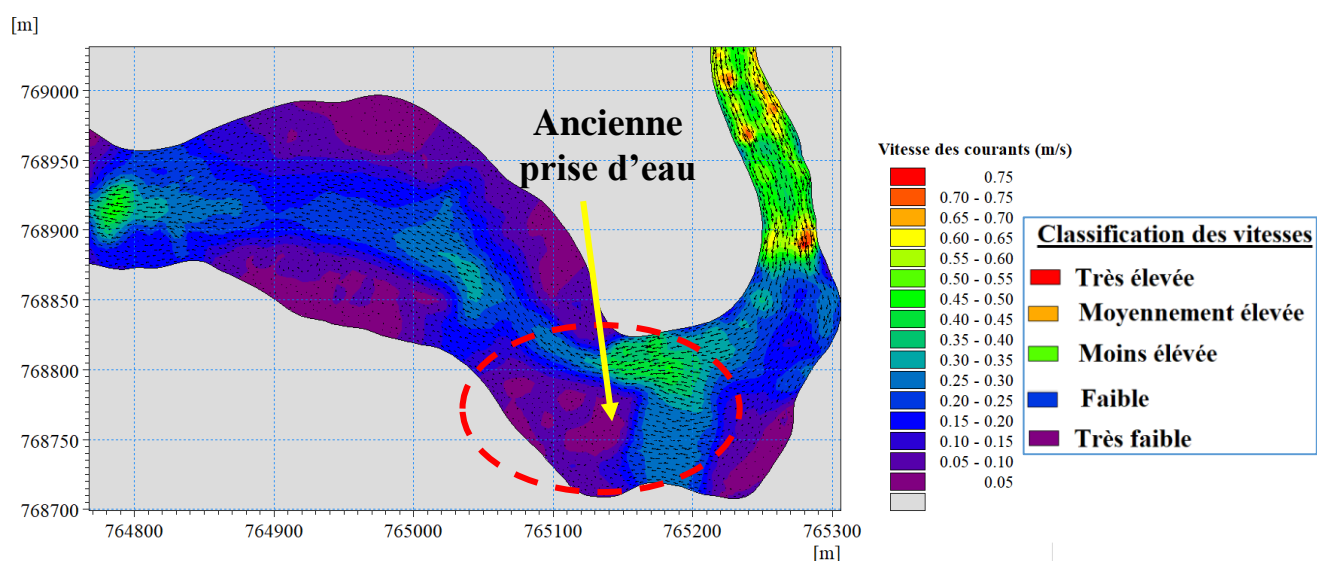 [m]
769000
768950
768900
768850
768800
768750
768700
764800 764900 765000 765100 765200 765300
[m]
Ancienne
prise d’eau
Vitesse des courants (m/s)
0.75
0.70 - 0.75
0.65 - 0.70
0.60 - 0.65
0.55 - 0.60
0.50 - 0.55
0.45 - 0.50
0.40 - 0.45
0.35 - 0.40
0.30 - 0.35
0.25 - 0.30
0.20 - 0.25
0.15 - 0.20
0.10 - 0.15
0.05 - 0.10
0.05
Classification des vitesses
Très élevée
Moyennement élevée
Moins élévée
Faible
Très faible